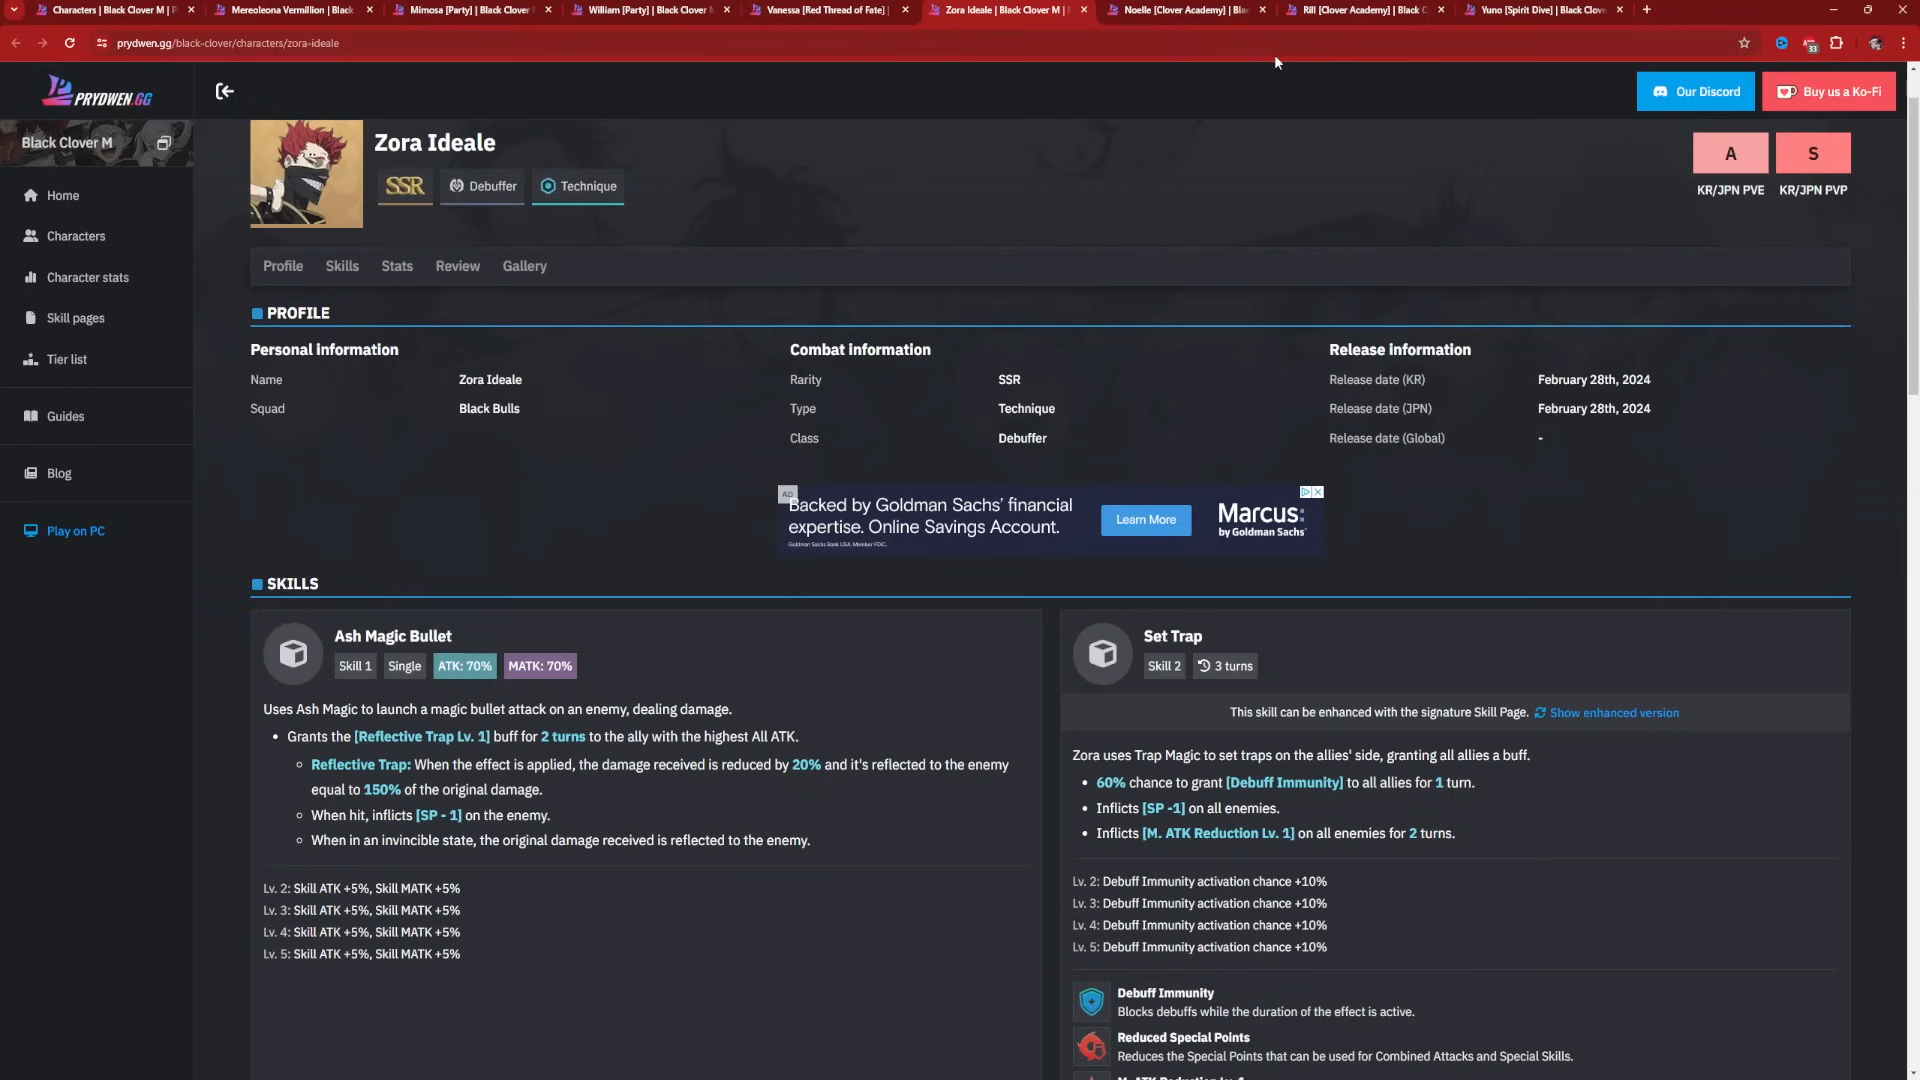 Characters | Black Clover M | P
Mereoleona Vermillion | Black
Mimosa [Party] | Black Clover
William [Party] | Black Clover
Vanessa [Red Thread of Fate] |
Zora Ideale | Black Clover M |
Noelle [Clover Academy] | Bla
Rill [Clover Academy] | Black C
Yuno [Spirit Dive] | Black Clove
prydwen.gg/black-clover/characters/zora-ideale
33
PRYDWEN.GG
Our Discord
Buy us a Ko-Fi
Black Clover M
Home
Characters
Character stats
Skill pages
Tier list
Guides
Blog
Play on PC
Zora Ideale
SSR
Debuffer
Technique
A
S
KR/JPN PVE
KR/JPN PVP
Profile
Skills
Stats
Review
Gallery
PROFILE
Personal information
Name Zora Ideale
Squad Black Bulls
Combat information
Rarity SSR
Type Technique
Class Debuffer
Release information
Release date (KR) February 28th, 2024
Release date (JPN) February 28th, 2024
Release date (Global) -
AD
Backed by Goldman Sachs' financial
expertise. Online Savings Account.
Goldman Sachs Bank USA. Member FDIC.
Learn More
Marcus:
by Goldman Sachs®
SKILLS
Ash Magic Bullet
Skill 1 Single ATK: 70% MATK: 70%
Uses Ash Magic to launch a magic bullet attack on an enemy, dealing damage.
• Grants the [Reflective Trap Lv. 1] buff for 2 turns to the ally with the highest All ATK.
Reflective Trap: When the effect is applied, the damage received is reduced by 20% and it's reflected to the enemy
equal to 150% of the original damage.
When hit, inflicts [SP - 1] on the enemy.
When in an invincible state, the original damage received is reflected to the enemy.
Lv. 2: Skill ATK +5%, Skill MATK +5%
Lv. 3: Skill ATK +5%, Skill MATK +5%
Lv. 4: Skill ATK +5%, Skill MATK +5%
Lv. 5: Skill ATK +5%, Skill MATK +5%
Set Trap
Skill 2 3 turns
This skill can be enhanced with the signature Skill Page. Show enhanced version
Zora uses Trap Magic to set traps on the allies' side, granting all allies a buff.
• 60% chance to grant [Debuff Immunity] to all allies for 1 turn.
• Inflicts [SP -1] on all enemies.
• Inflicts [M. ATK Reduction Lv. 1] on all enemies for 2 turns.
Lv. 2: Debuff Immunity activation chance +10%
Lv. 3: Debuff Immunity activation chance +10%
Lv. 4: Debuff Immunity activation chance +10%
Lv. 5: Debuff Immunity activation chance +10%
Debuff Immunity
Blocks debuffs while the duration of the effect is active.
Reduced Special Points
Reduces the Special Points that can be used for Combined Attacks and Special Skills.
M. ATK Reduction Lv. 1